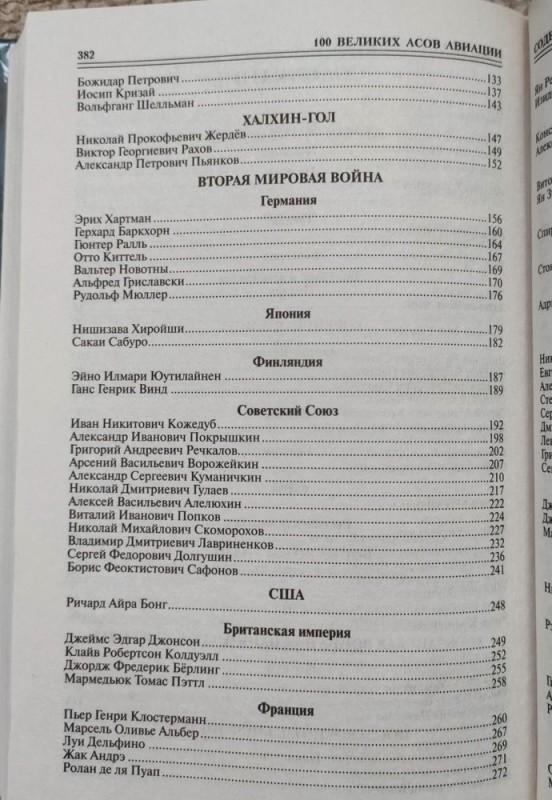 382
100 ВЕЛИКИХ АСОВ АВИАЦИИ
Божидар Петрович 133
Иосип Кризай 137
Вольфганг Шелльман 143
ХАЛХИН-ГОЛ
Николай Прокофьевич Жердёв 147
Виктор Георгиевич Рахов 149
Александр Петрович Пьянков 152
ВТОРАЯ МИРОВАЯ ВОЙНА
Германия
Эрих Хартман 156
Герхард Баркхорн 160
Гюнтер Ралль 164
Отто Киттель 167
Вальтер Новотны 169
Альфред Гриславски 170
Рудольф Мюллер 176
Япония
Нишизава Хиройши 179
Сакаи Сабуро 182
Финляндия
Эйно Илмари Юутилайнен 187
Ганс Генрик Винд 189
Советский Союз
Иван Никитович Кожедуб 192
Александр Иванович Покрышкин 198
Григорий Андреевич Речкалов 202
Арсений Васильевич Ворожейкин 207
Александр Сергеевич Куманичкин 210
Николай Дмитриевич Гулаев 217
Алексей Васильевич Алелюхин 222
Виталий Иванович Попков 224
Николай Михайлович Скоморохов 227
Владимир Дмитриевич Лавриненков 232
Сергей Федорович Долгушин 236
Борис Феоктистович Сафонов 241
США
Ричард Айра Бонг 248
Британская империя
Джеймс Эдгар Джонсон 249
Клайв Робертсон Колдуэлл 252
Джордж Фредерик Бёрлинг 255
Мармедьюк Томас Пэттл 258
Франция
Пьер Генри Клостерманн 260
Марсель Оливье Альбер 267
Луи Дельфино 269
Жак Андрэ 271
Ролан де ля Пуап 272